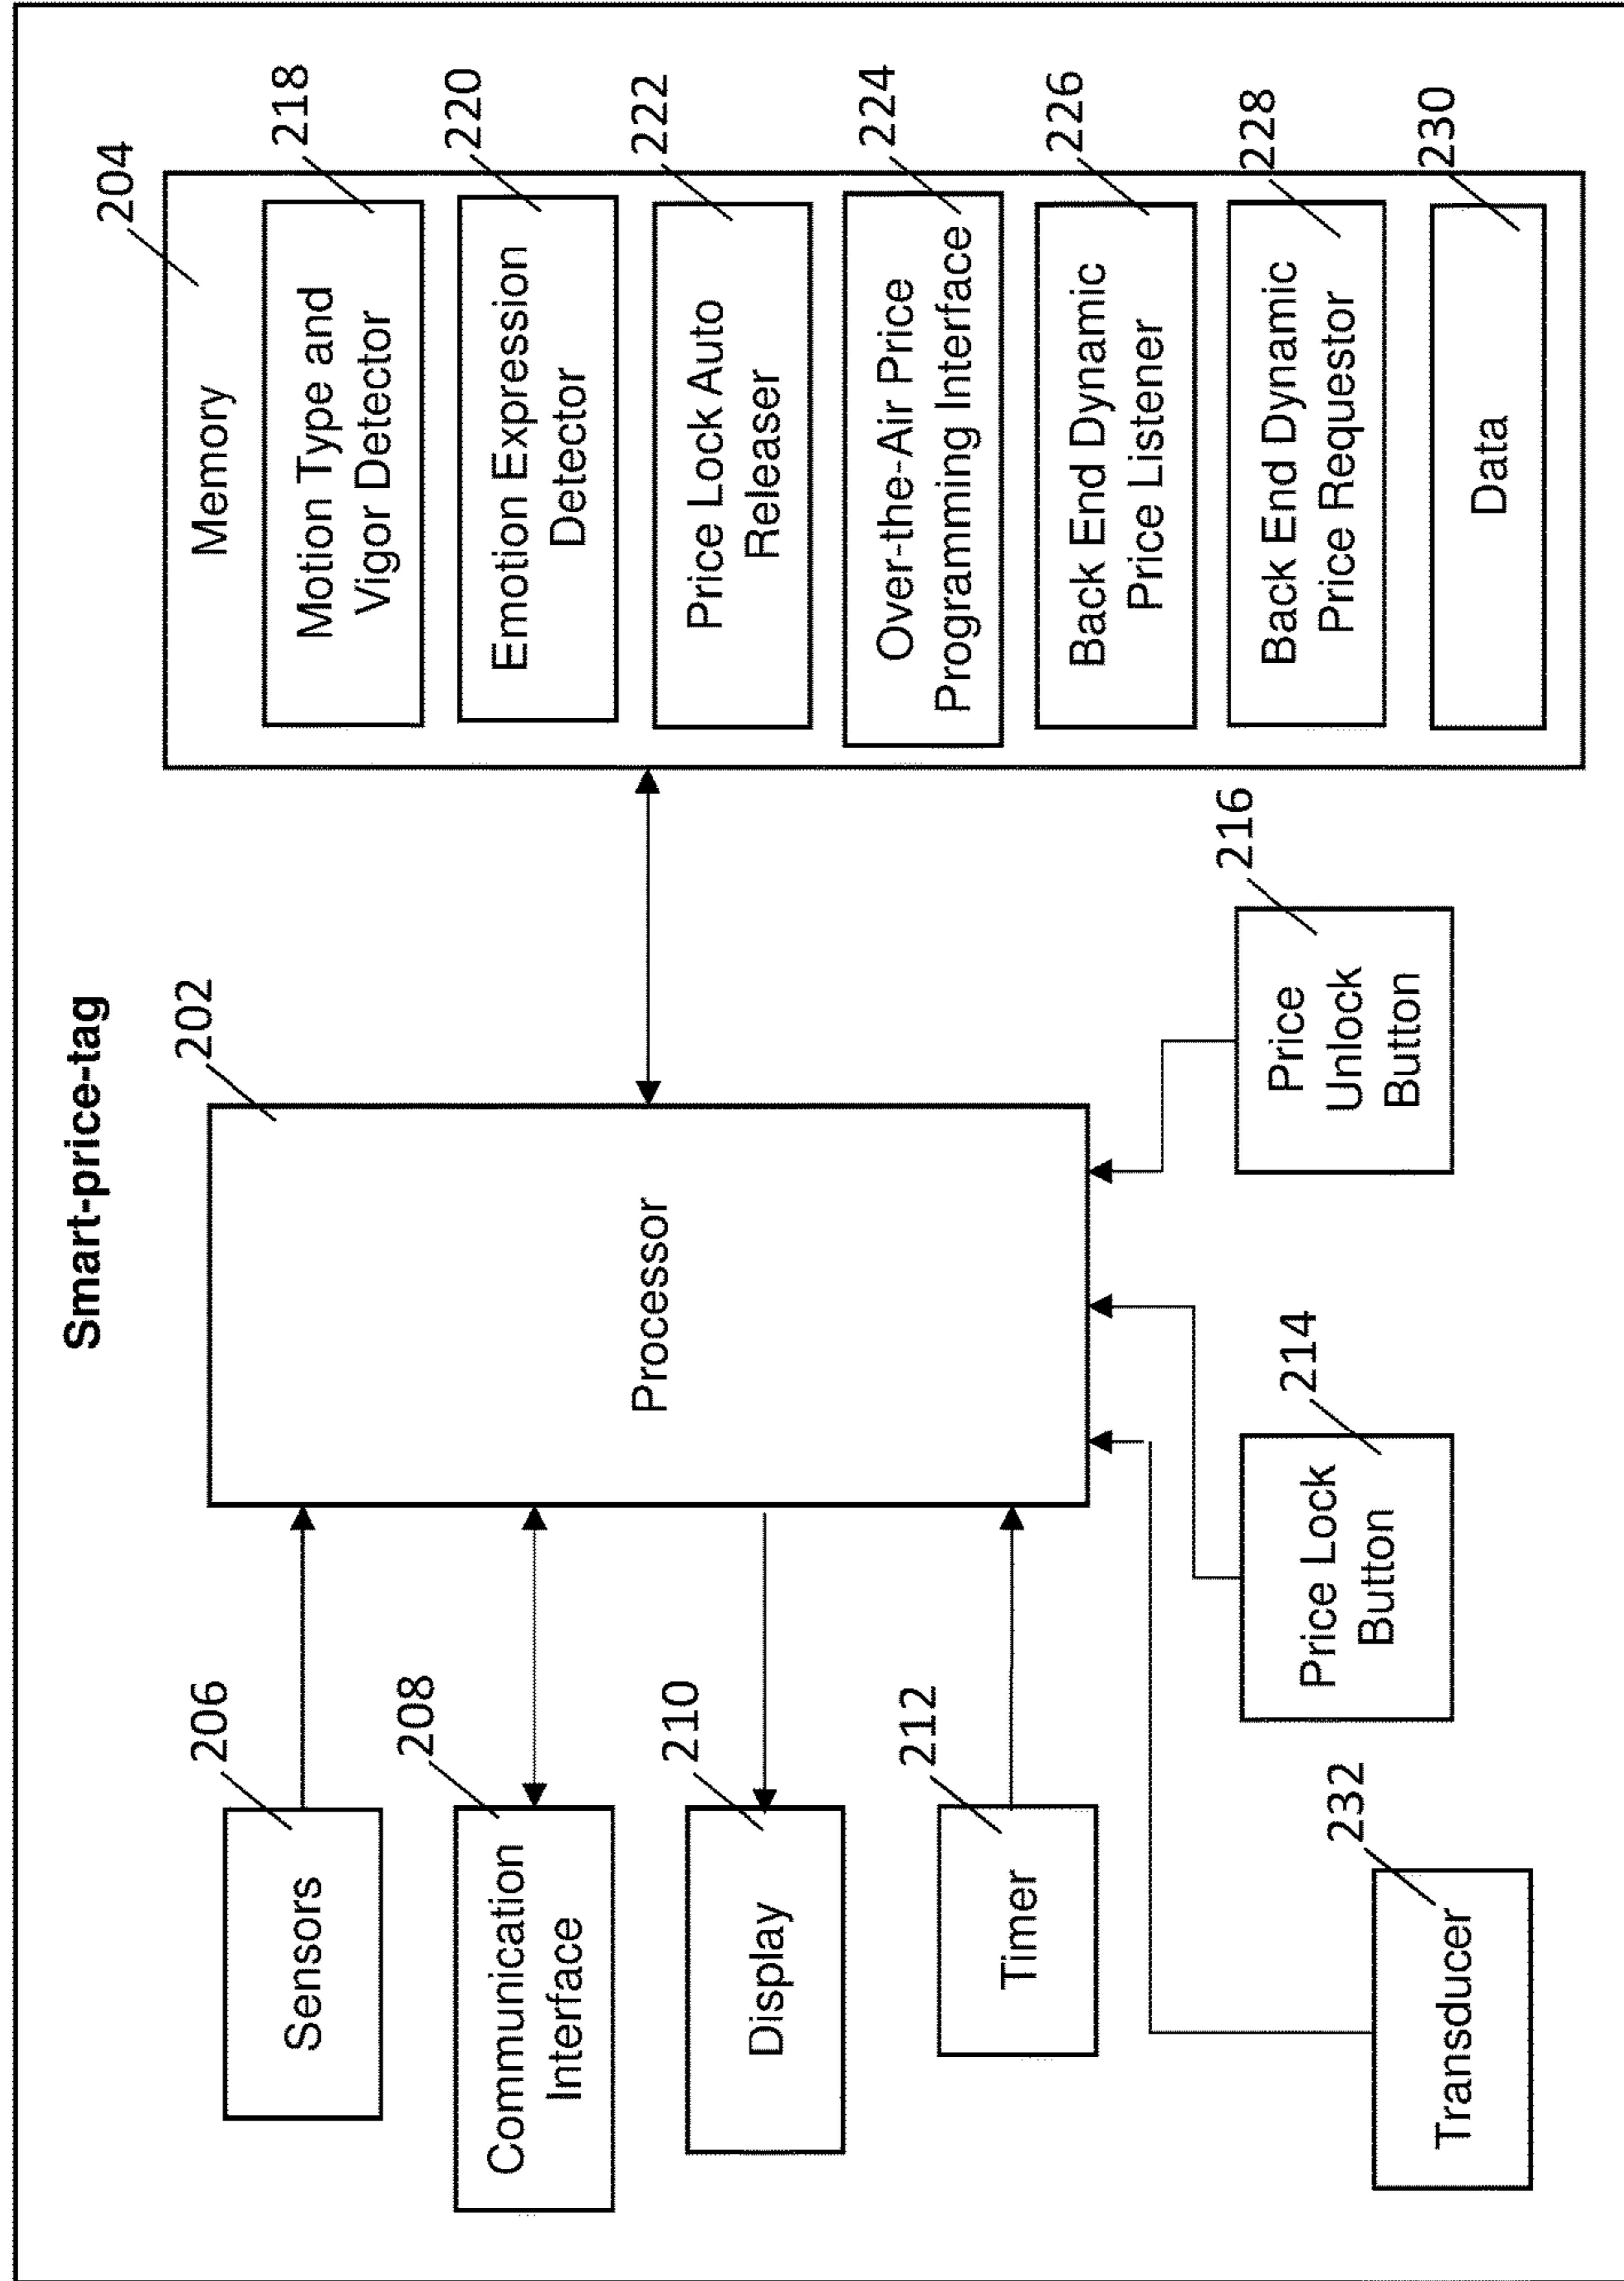 Smart-price-tag
202
Processor
204
Memory
218
Motion Type and
Vigor Detector
220
Emotion Expression
Detector
222
Price Lock Auto
Releaser
224
Over-the-Air Price
Programming Interface
226
Back End Dynamic
Price Listener
228
Back End Dynamic
Price Requestor
230
Data
206
Sensors
208
Communication
Interface
210
Display
212
Timer
232
Transducer
214
Price Lock
Button
216
Price
Unlock
Button